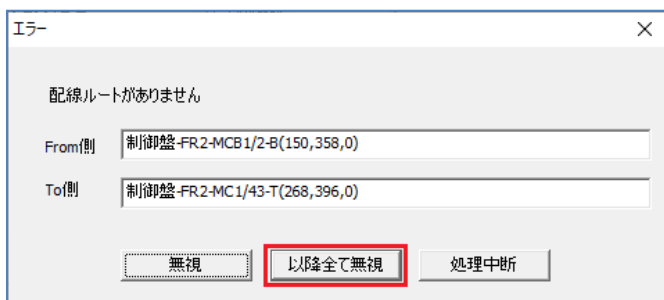 エラー
配線ルートがありません
From側 制御盤-FR2-MCB1/2-B(150,358,0)
To側 制御盤-FR2-MC1/43-T(268,396,0)
無視 以降全て無視 処理中断